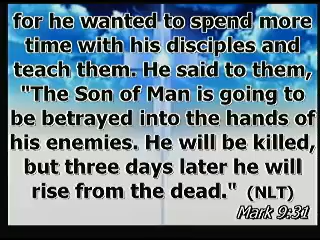 for he wanted to spend more
time with his disciples and
teach them. He said to them,
"The Son of Man is going to
be betrayed into the hands of
his enemies. He will be killed,
but three days later he will
rise from the dead." (NLT)
Mark 9:31